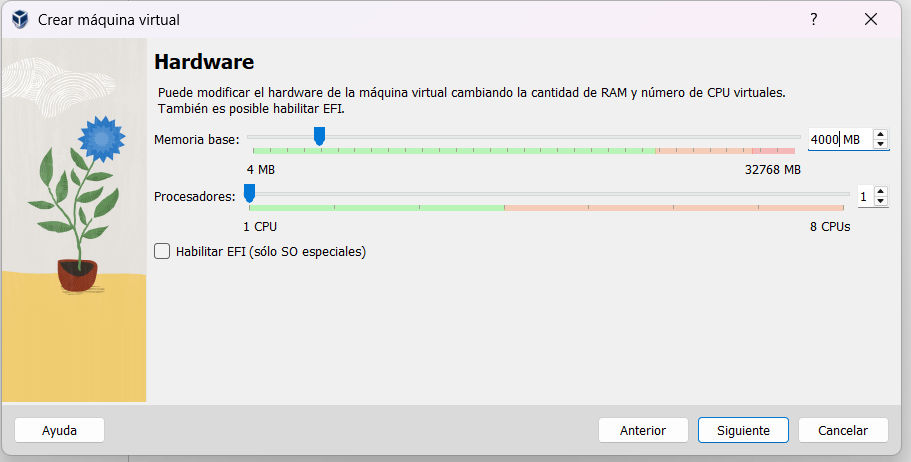 Crear máquina virtual
?
Hardware
Puede modificar el hardware de la máquina virtual cambiando la cantidad de RAM y número de CPU virtuales.
También es posible habilitar EFI.
Memoria base: 4000 MB
4 MB 32768 MB
Procesadores: 1
1 CPU 8 CPUs
Habilitar EFI (sólo SO especiales)
Ayuda Anterior Siguiente Cancelar